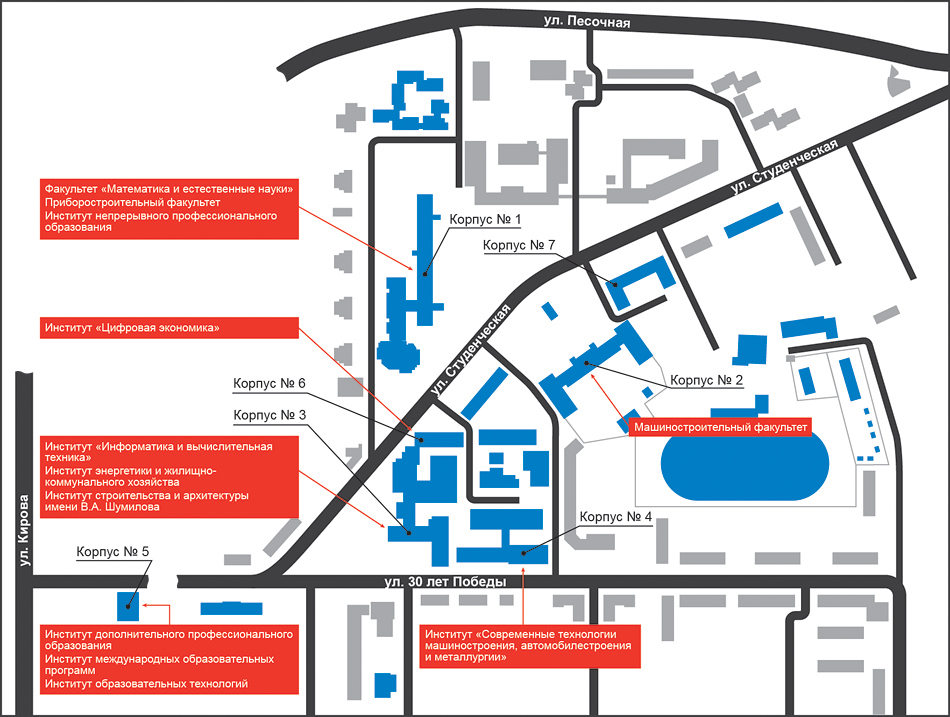 ул. Песочная
ул. Студенческая
Факультет «Математика и естественные науки»
Приборостроительный факультет
Институт непрерывного профессионального
образования
Корпус № 1
Корпус № 7
Институт «Цифровая экономика»
ул. Студенческая
Корпус № 6
Корпус № 2
Корпус № 3
Машиностроительный факультет
Институт «Информатика и вычислительная
техника»
Институт энергетики и жилищно-
коммунального хозяйства
Институт строительства и архитектуры
имени В.А. Шумилова
ул. Кирова
Корпус № 4
Корпус № 5
ул. 30 лет Победы
Институт дополнительного профессионального
образования
Институт международных образовательных
программ
Институт образовательных технологий
Институт «Современные технологии
машиностроения, автомобилестроения
и металлургии»